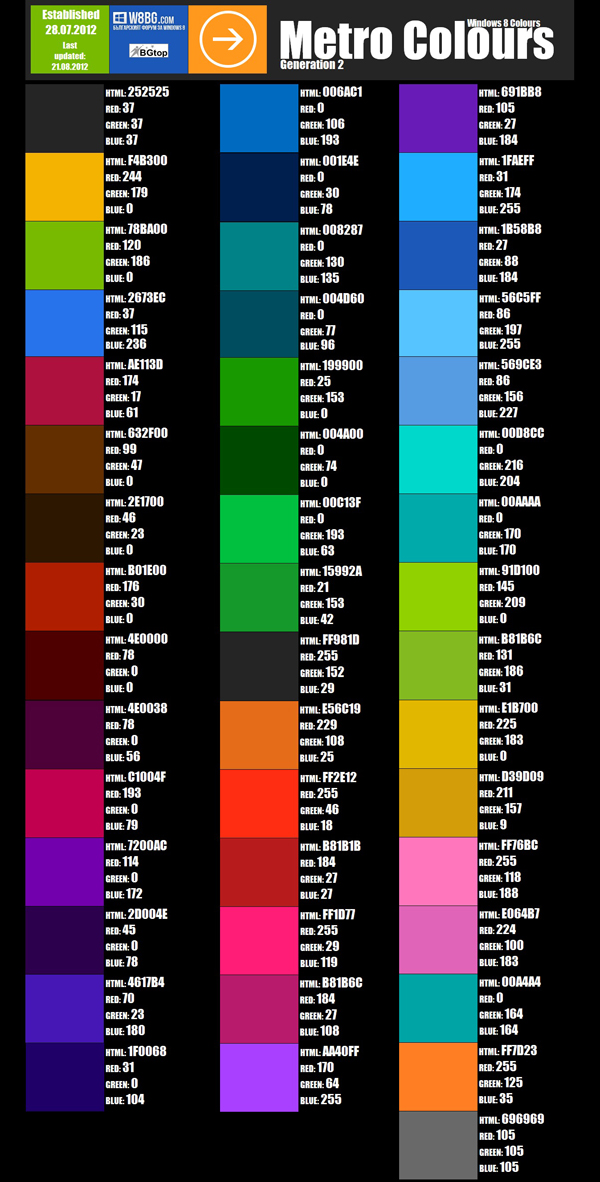 Established
28.07.2012
Last
updated:
21.08.2012
W8BG.COM
БЪЛГАРСКИЯТ ФОРУМ ЗА WINDOWS 8
BGtop
Windows 8 Colours
Metro Colours
Generation 2
HTML: 252525
RED: 37
GREEN: 37
BLUE: 37
HTML: F4B300
RED: 244
GREEN: 179
BLUE: 0
HTML: 78BA00
RED: 120
GREEN: 186
BLUE: 0
HTML: 2673EC
RED: 37
GREEN: 115
BLUE: 236
HTML: AE113D
RED: 174
GREEN: 17
BLUE: 61
HTML: 632F00
RED: 99
GREEN: 47
BLUE: 0
HTML: 2E1700
RED: 46
GREEN: 23
BLUE: 0
HTML: B01E00
RED: 176
GREEN: 30
BLUE: 0
HTML: 4E0000
RED: 78
GREEN: 0
BLUE: 0
HTML: 4E0038
RED: 78
GREEN: 0
BLUE: 56
HTML: C1004F
RED: 193
GREEN: 0
BLUE: 79
HTML: 7200AC
RED: 114
GREEN: 0
BLUE: 172
HTML: 2D004E
RED: 45
GREEN: 0
BLUE: 78
HTML: 4617B4
RED: 70
GREEN: 23
BLUE: 180
HTML: 1F0068
RED: 31
GREEN: 0
BLUE: 104
HTML: 006AC1
RED: 0
GREEN: 106
BLUE: 193
HTML: 001E4E
RED: 0
GREEN: 30
BLUE: 78
HTML: 008287
RED: 0
GREEN: 130
BLUE: 135
HTML: 004D60
RED: 0
GREEN: 77
BLUE: 96
HTML: 199900
RED: 25
GREEN: 153
BLUE: 0
HTML: 004A00
RED: 0
GREEN: 74
BLUE: 0
HTML: 00C13F
RED: 0
GREEN: 193
BLUE: 63
HTML: 15992A
RED: 21
GREEN: 153
BLUE: 42
HTML: FF981D
RED: 255
GREEN: 152
BLUE: 29
HTML: E56C19
RED: 229
GREEN: 108
BLUE: 25
HTML: FF2E12
RED: 255
GREEN: 46
BLUE: 18
HTML: B81B1B
RED: 184
GREEN: 27
BLUE: 27
HTML: FF1D77
RED: 255
GREEN: 29
BLUE: 119
HTML: B81B6C
RED: 184
GREEN: 27
BLUE: 108
HTML: AA40FF
RED: 170
GREEN: 64
BLUE: 255
HTML: 691BB8
RED: 105
GREEN: 27
BLUE: 184
HTML: 1FAEFF
RED: 31
GREEN: 174
BLUE: 255
HTML: 1B58B8
RED: 27
GREEN: 88
BLUE: 184
HTML: 56C5FF
RED: 86
GREEN: 197
BLUE: 255
HTML: 569CE3
RED: 86
GREEN: 156
BLUE: 227
HTML: 00D8CC
RED: 0
GREEN: 216
BLUE: 204
HTML: 00AAAA
RED: 0
GREEN: 170
BLUE: 170
HTML: 91D100
RED: 145
GREEN: 209
BLUE: 0
HTML: B81B6C
RED: 131
GREEN: 186
BLUE: 31
HTML: E1B700
RED: 225
GREEN: 183
BLUE: 0
HTML: D39D09
RED: 211
GREEN: 157
BLUE: 9
HTML: FF76BC
RED: 255
GREEN: 118
BLUE: 188
HTML: E064B7
RED: 224
GREEN: 100
BLUE: 183
HTML: 00A4A4
RED: 0
GREEN: 164
BLUE: 164
HTML: FF7D23
RED: 255
GREEN: 125
BLUE: 35
HTML: 696969
RED: 105
GREEN: 105
BLUE: 105